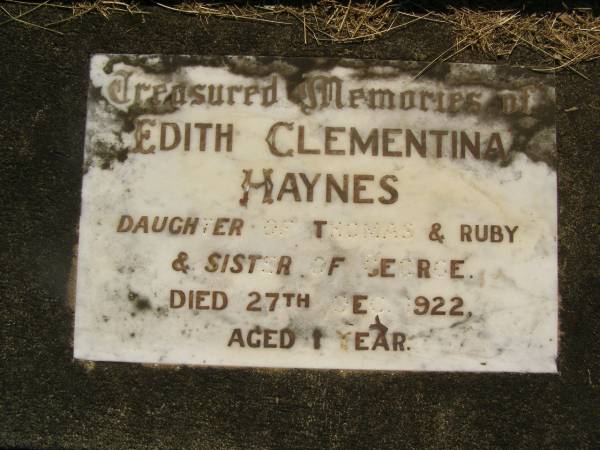 Treasured Memories of
EDITH CLEMENTINA
HAYNES
DAUGHTER OF THOMAS & RUBY
& SISTER OF GEORGE.
DIED 27TH DEC. 1922,
AGED 1 YEAR.